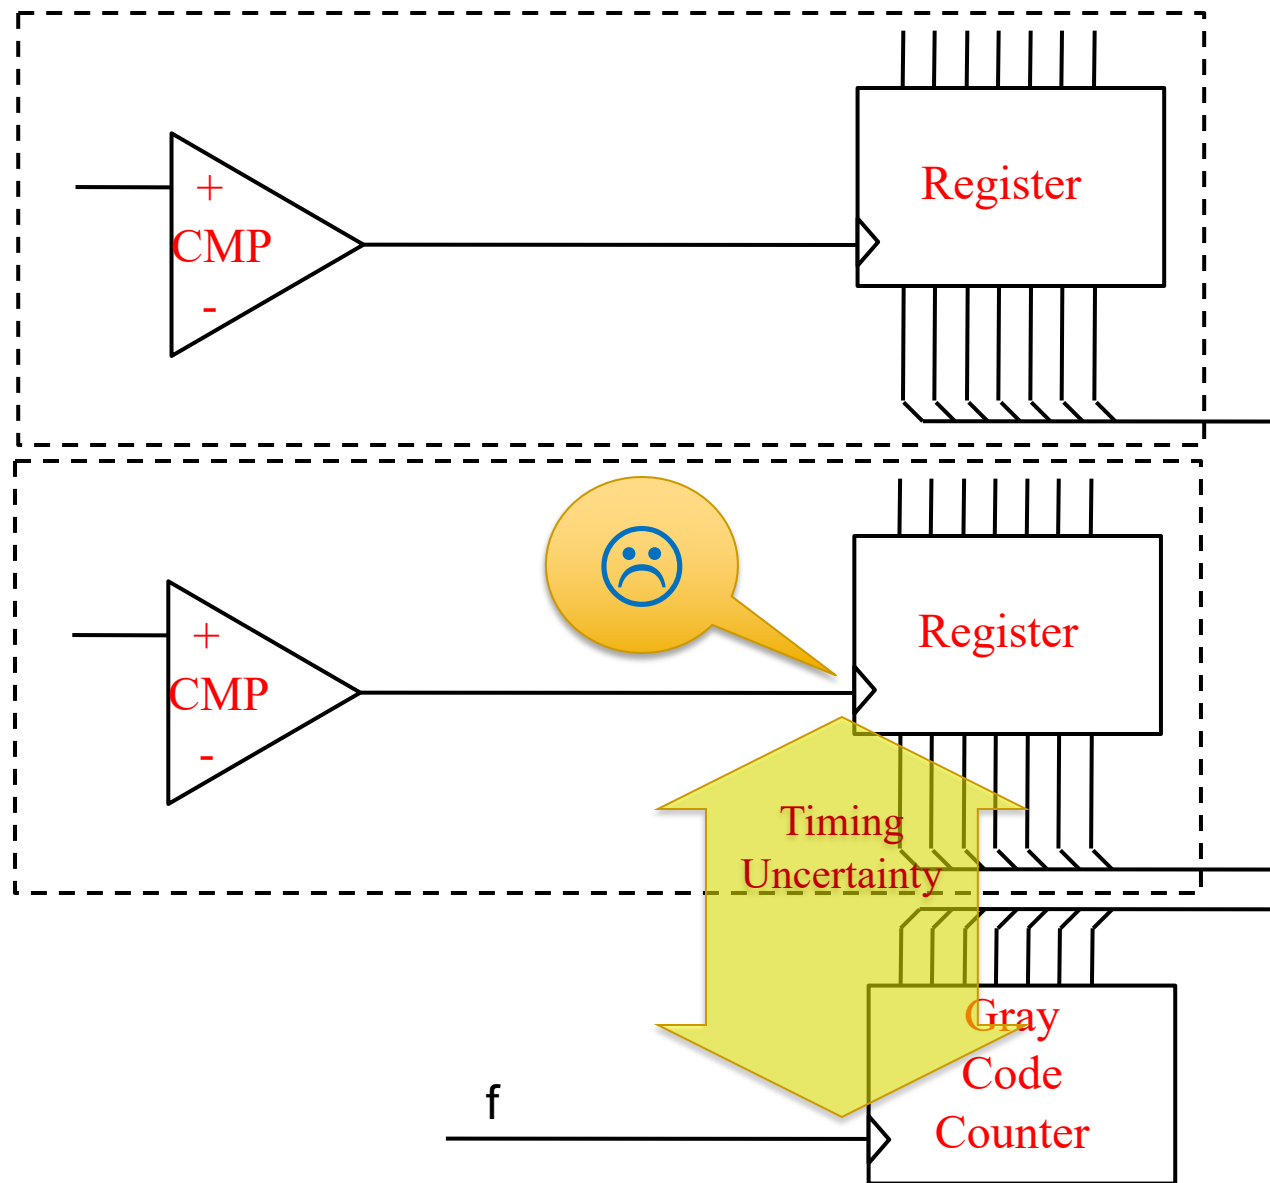 +
CMP
-
Register
+
CMP
-
Register
Timing
Uncertainty
Gray
Code
Counter
f